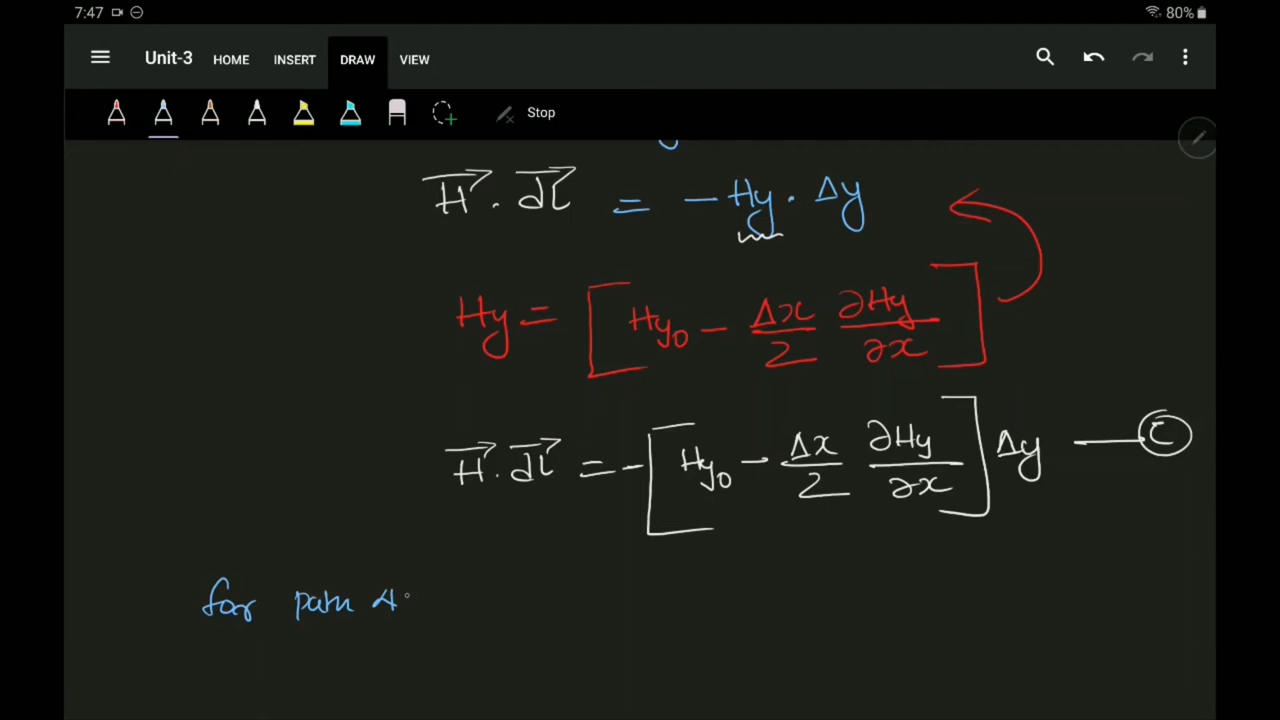 7:47 80%
Unit-3 HOME INSERT DRAW VIEW
Stop
H⃗ . dl⃗ = - Hy . Δy
Hy = [Hy₀ - Δx/2 ∂Hy/∂x]
H⃗ . dl⃗ = - [Hy₀ - Δx/2 ∂Hy/∂x] Δy — C
for path 4